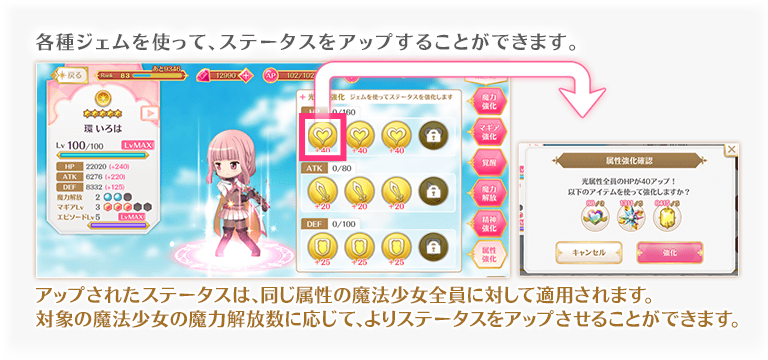 各種ジェムを使って、ステータスをアップすることができます。
戻る
Rank 83
あと9346
12990
AP 102/102
環 いろは
Lv 100/100 LvMAX
HP 22020 (+240)
ATK 6276 (+220)
DEF 8332 (+125)
魔力解放 2
マギアLv 3
エピソードLv 5 LvMAX
ジェムを使ってステータスを強化します
0/160
+40 +40 +40
ATK 0/80
+20 +20 +20
DEF 0/100
+25 +25 +25
魔力強化
マギア強化
覚醒
魔力解放
精神強化
属性強化
属性強化確認
光属性全員のHPが40アップ！
以下のアイテムを使って強化しますか？
キャンセル
強化
アップされたステータスは、同じ属性の魔法少女全員に対して適用されます。
対象の魔法少女の魔力解放数に応じて、よりステータスをアップさせることができます。